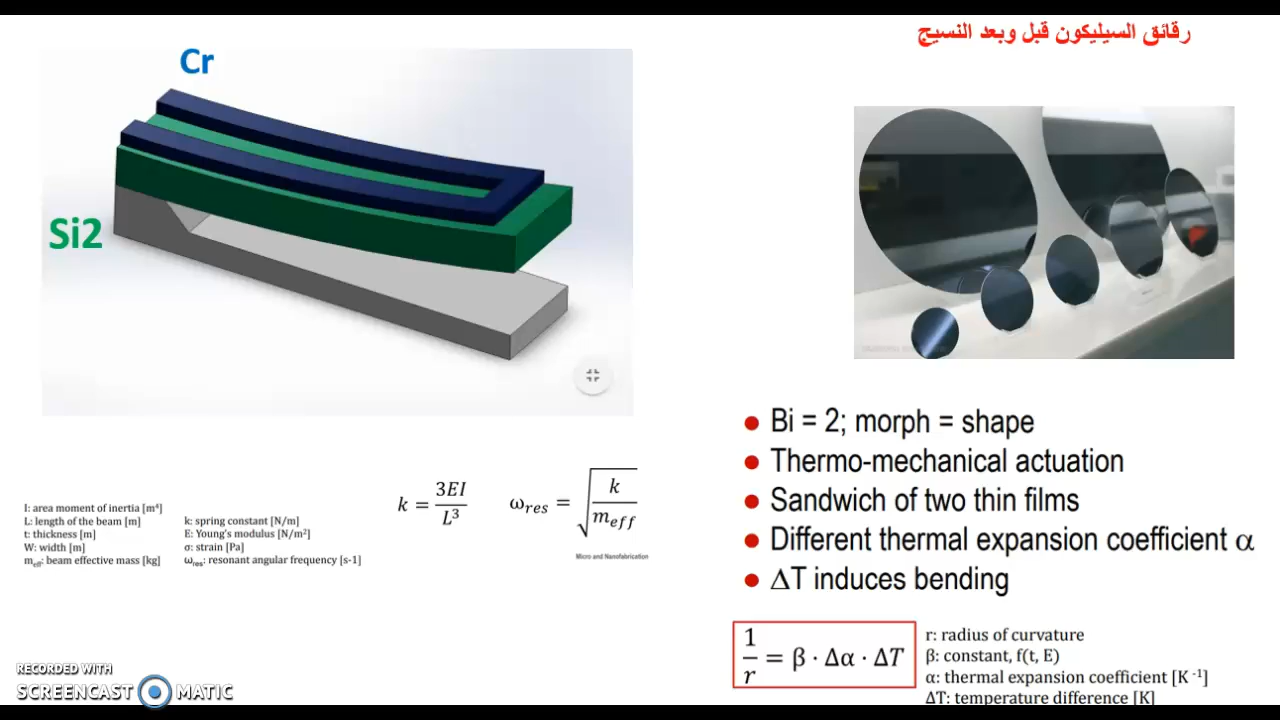 رقائق السيليكون قبل وبعد النسيج
Cr
Si2
I: area moment of inertia [m⁴]
L: length of the beam [m]
t: thickness [m]
W: width [m]
m_eff: beam effective mass [kg]
k: spring constant [N/m]
E: Young's modulus [N/m²]
σ: strain [Pa]
ω_res: resonant angular frequency [s-1]
k = 3EI / L³
ω_res = √(k / m_eff)
Micro and Nanofabrication
● Bi = 2; morph = shape
● Thermo-mechanical actuation
● Sandwich of two thin films
● Different thermal expansion coefficient α
● ΔT induces bending
1/r = β · Δα · ΔT
r: radius of curvature
β: constant, f(t, E)
α: thermal expansion coefficient [K⁻¹]
ΔT: temperature difference [K]
RECORDED WITH
SCREENCAST MATIC